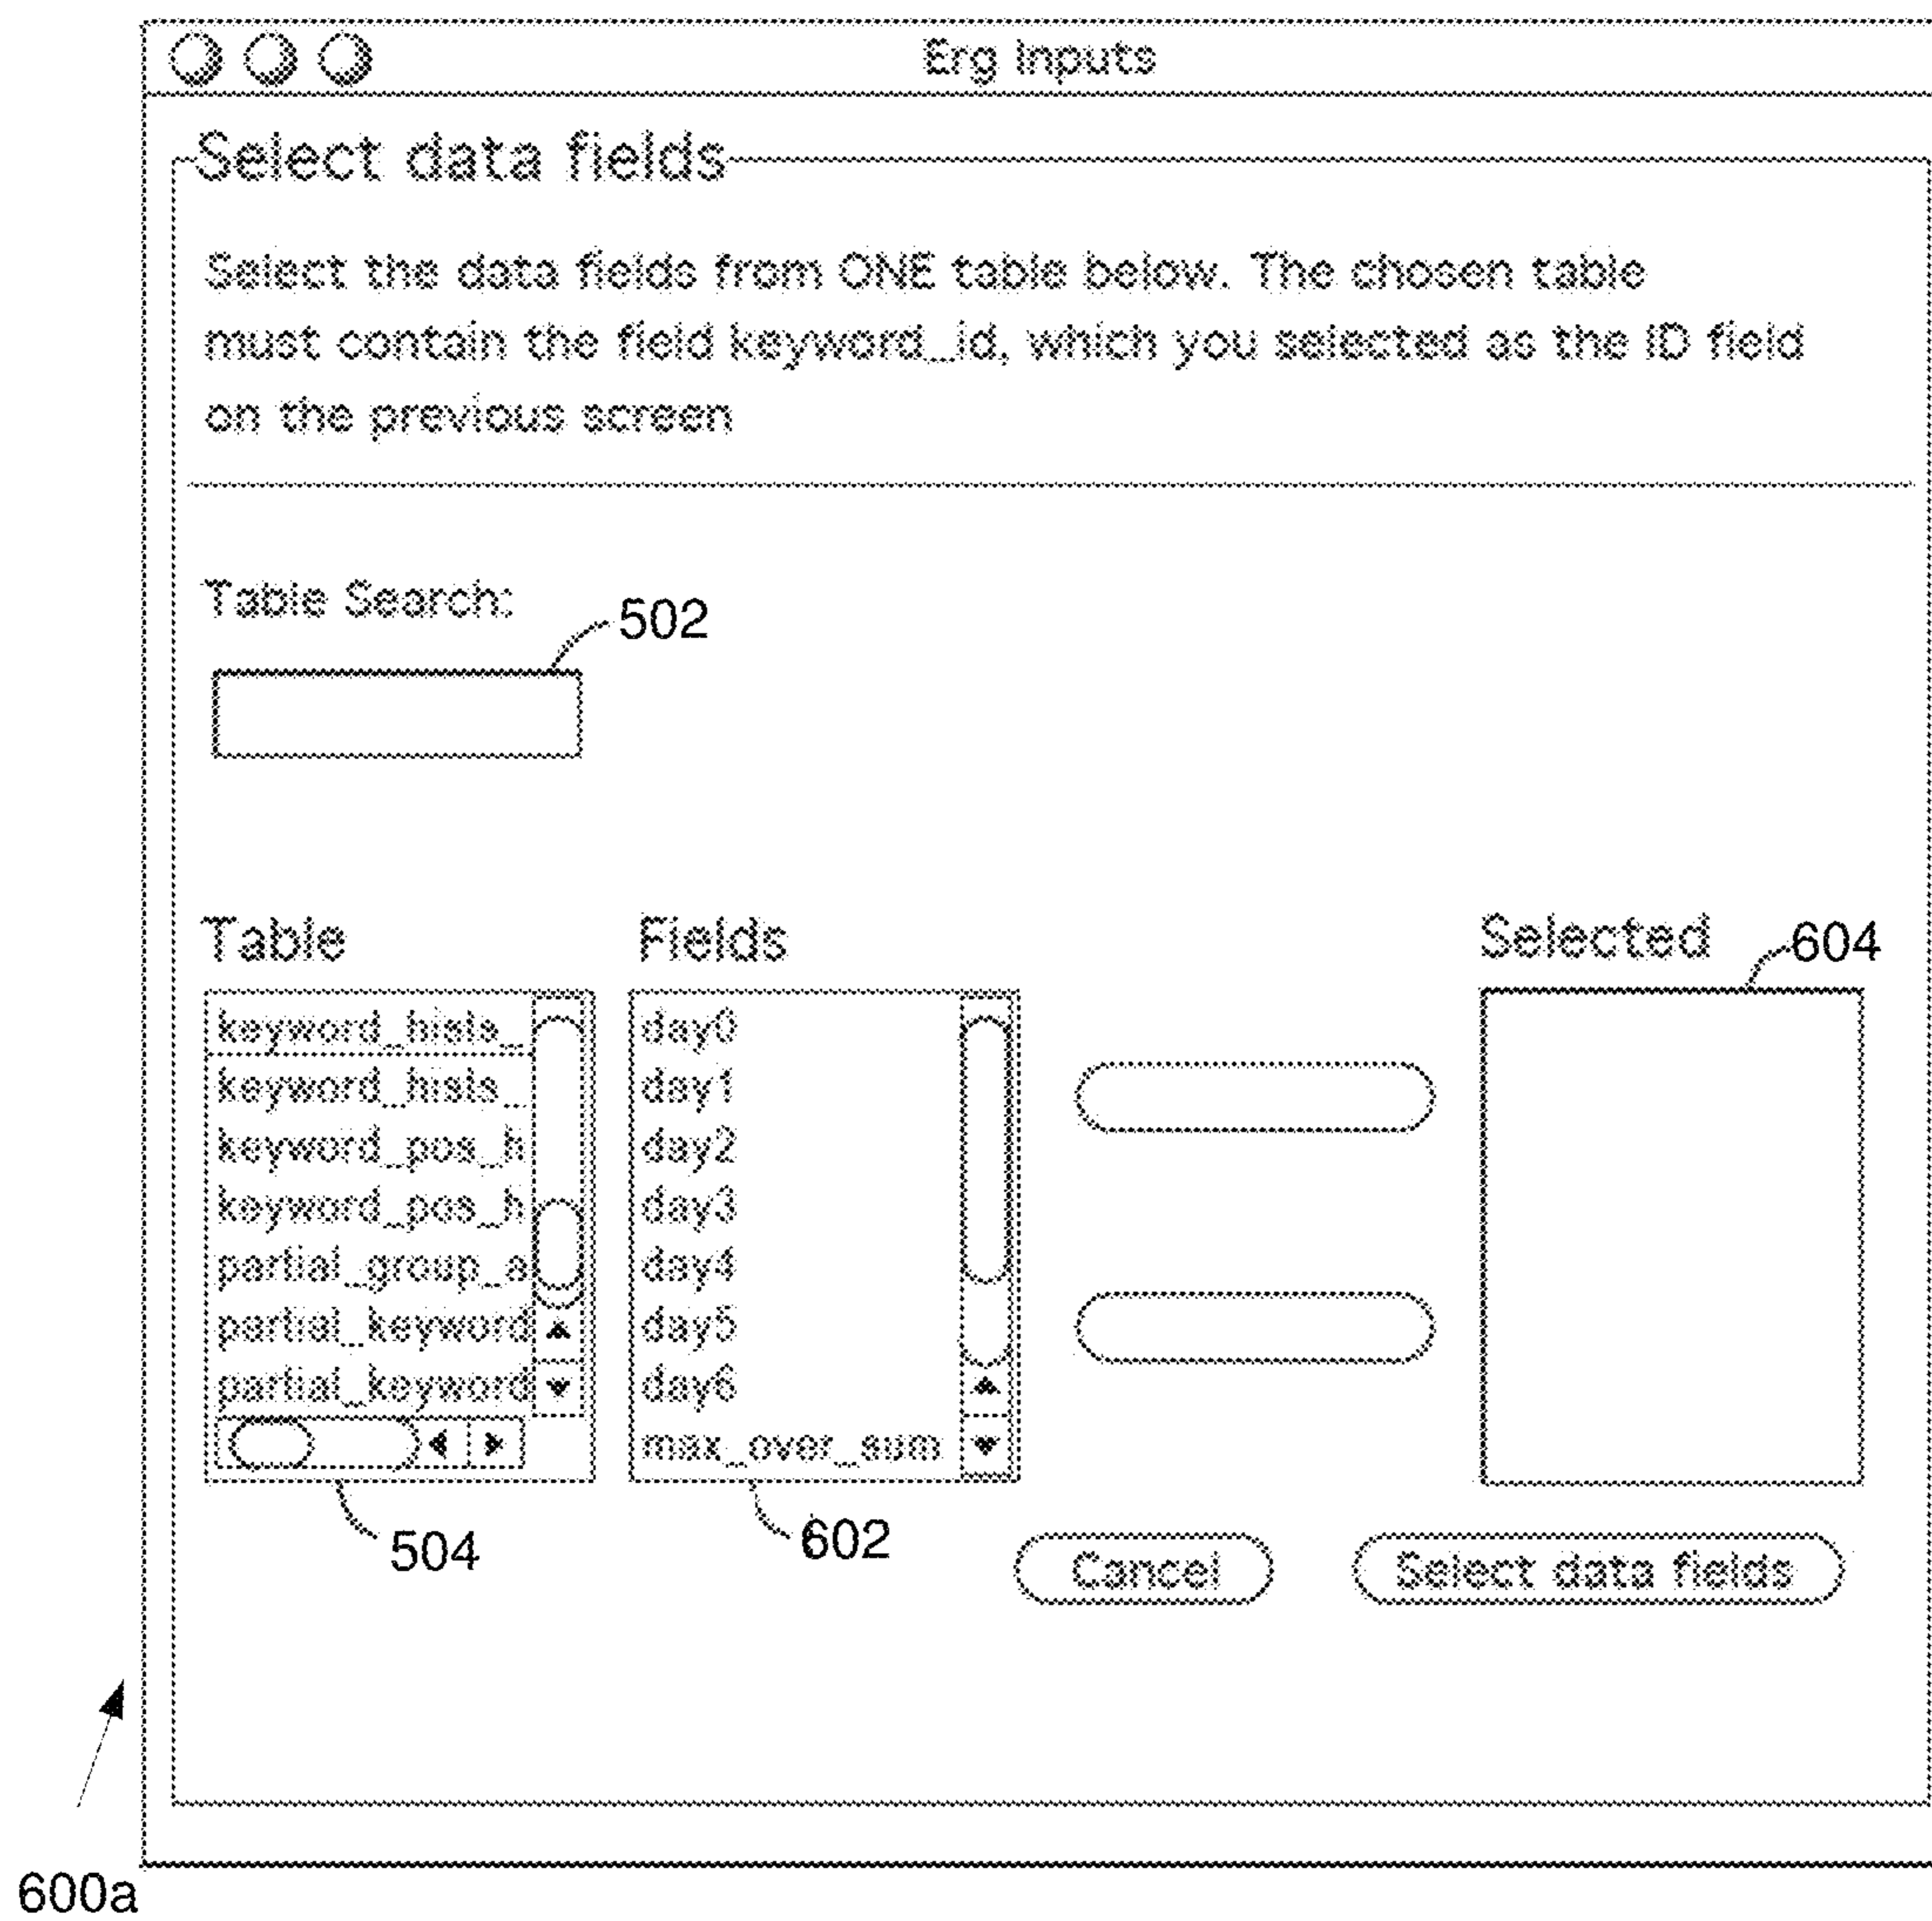 Erg Inputs
Select data fields
Select the data fields from ONE table below. The chosen table
must contain the field keyword_id, which you selected as the ID field
on the previous screen
Table Search:
502
Table
Fields
Selected
604
keyword_hists_
keyword_hists_
keyword_pos_h
keyword_pos_h
partial_group_a
partial_keyword
partial_keyword
day0
day1
day2
day3
day4
day5
day6
max_over_sum
504
602
Cancel
Select data fields
600a